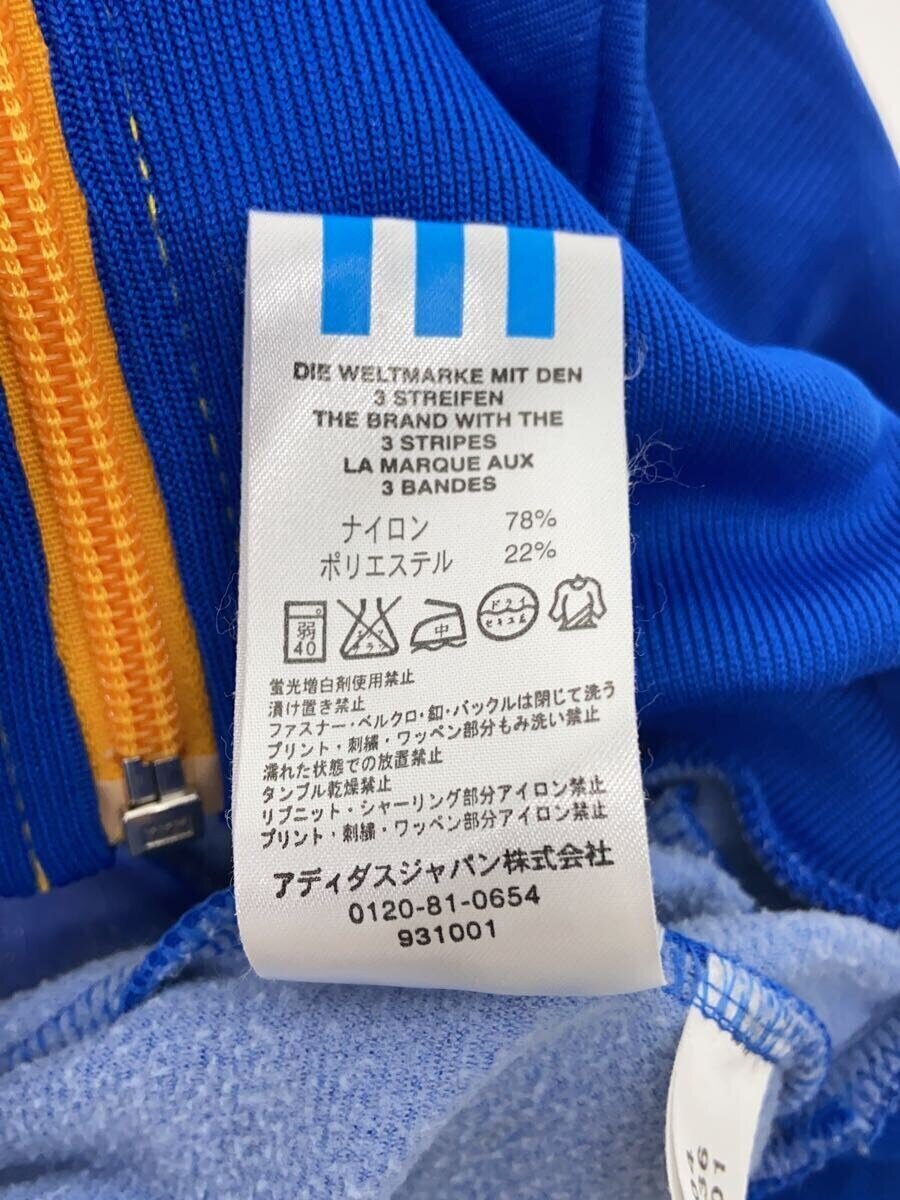 DIE WELTMARKE MIT DEN
3 STREIFEN
THE BRAND WITH THE
3 STRIPES
LA MARQUE AUX
3 BANDES
ナイロン 78%
ポリエステル 22%
弱 40 エンソ サラシ 中 ドライ セキユ系
蛍光増白剤使用禁止
漬け置き禁止
ファスナー・ベルクロ・釦・バックルは閉じて洗う
プリント・刺繍・ワッペン部分もみ洗い禁止
濡れた状態での放置禁止
タンブル乾燥禁止
リブニット・シャーリング部分アイロン禁止
プリント・刺繍・ワッペン部分アイロン禁止
アディダスジャパン株式会社
0120-81-0654
931001